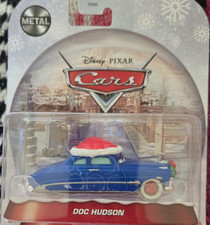 METAL
Disney · PIXAR
Cars
DOC HUDSON